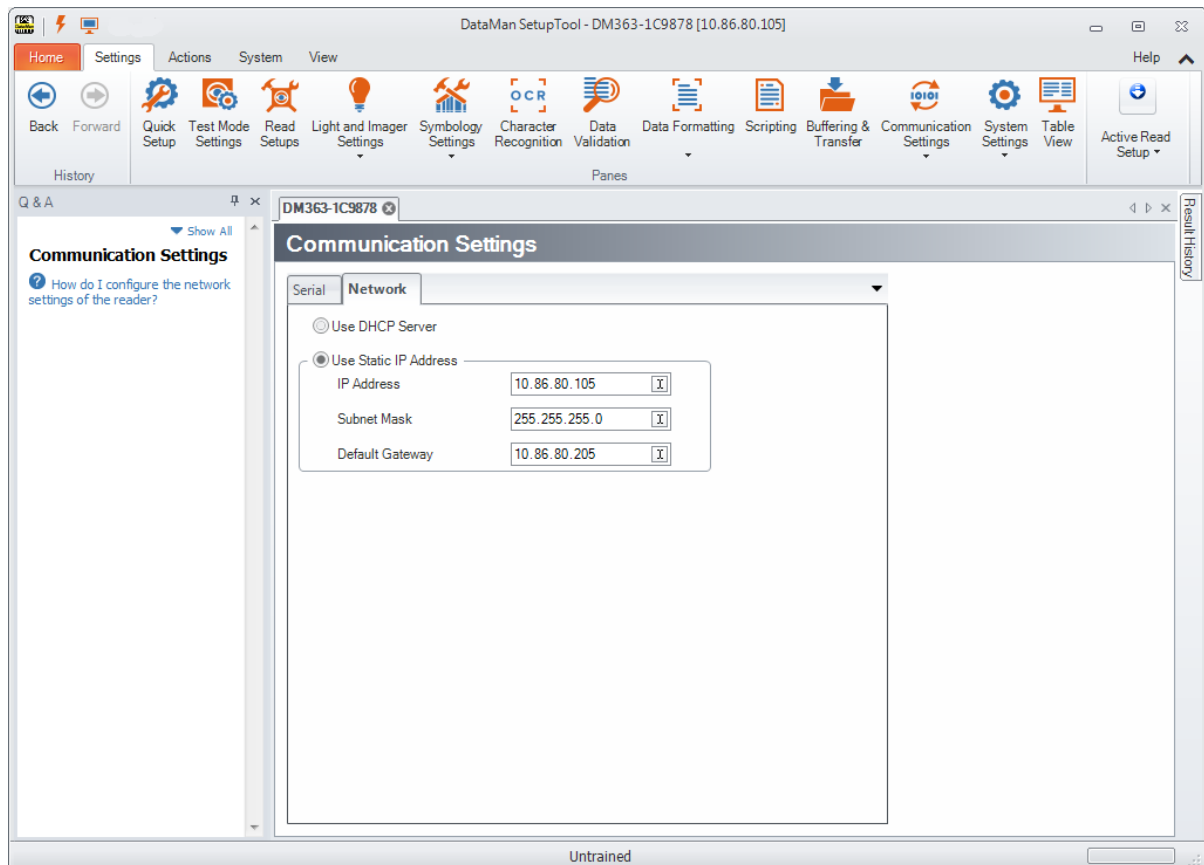 DataMan
DataMan SetupTool - DM363-1C9878 [10.86.80.105]
Home Settings Actions System View Help
Back Forward Quick Setup Test Mode Settings Read Setups Light and Imager Settings Symbology Settings OCR Character Recognition Data Validation Data Formatting Scripting Buffering & Transfer 10101 Communication Settings System Settings Table View Active Read Setup
History Panes
Q & A
Show All
Communication Settings
? How do I configure the network
settings of the reader?
DM363-1C9878
Communication Settings
Serial Network
Use DHCP Server
Use Static IP Address
IP Address 10.86.80.105
Subnet Mask 255.255.255.0
Default Gateway 10.86.80.205
Result History
Untrained